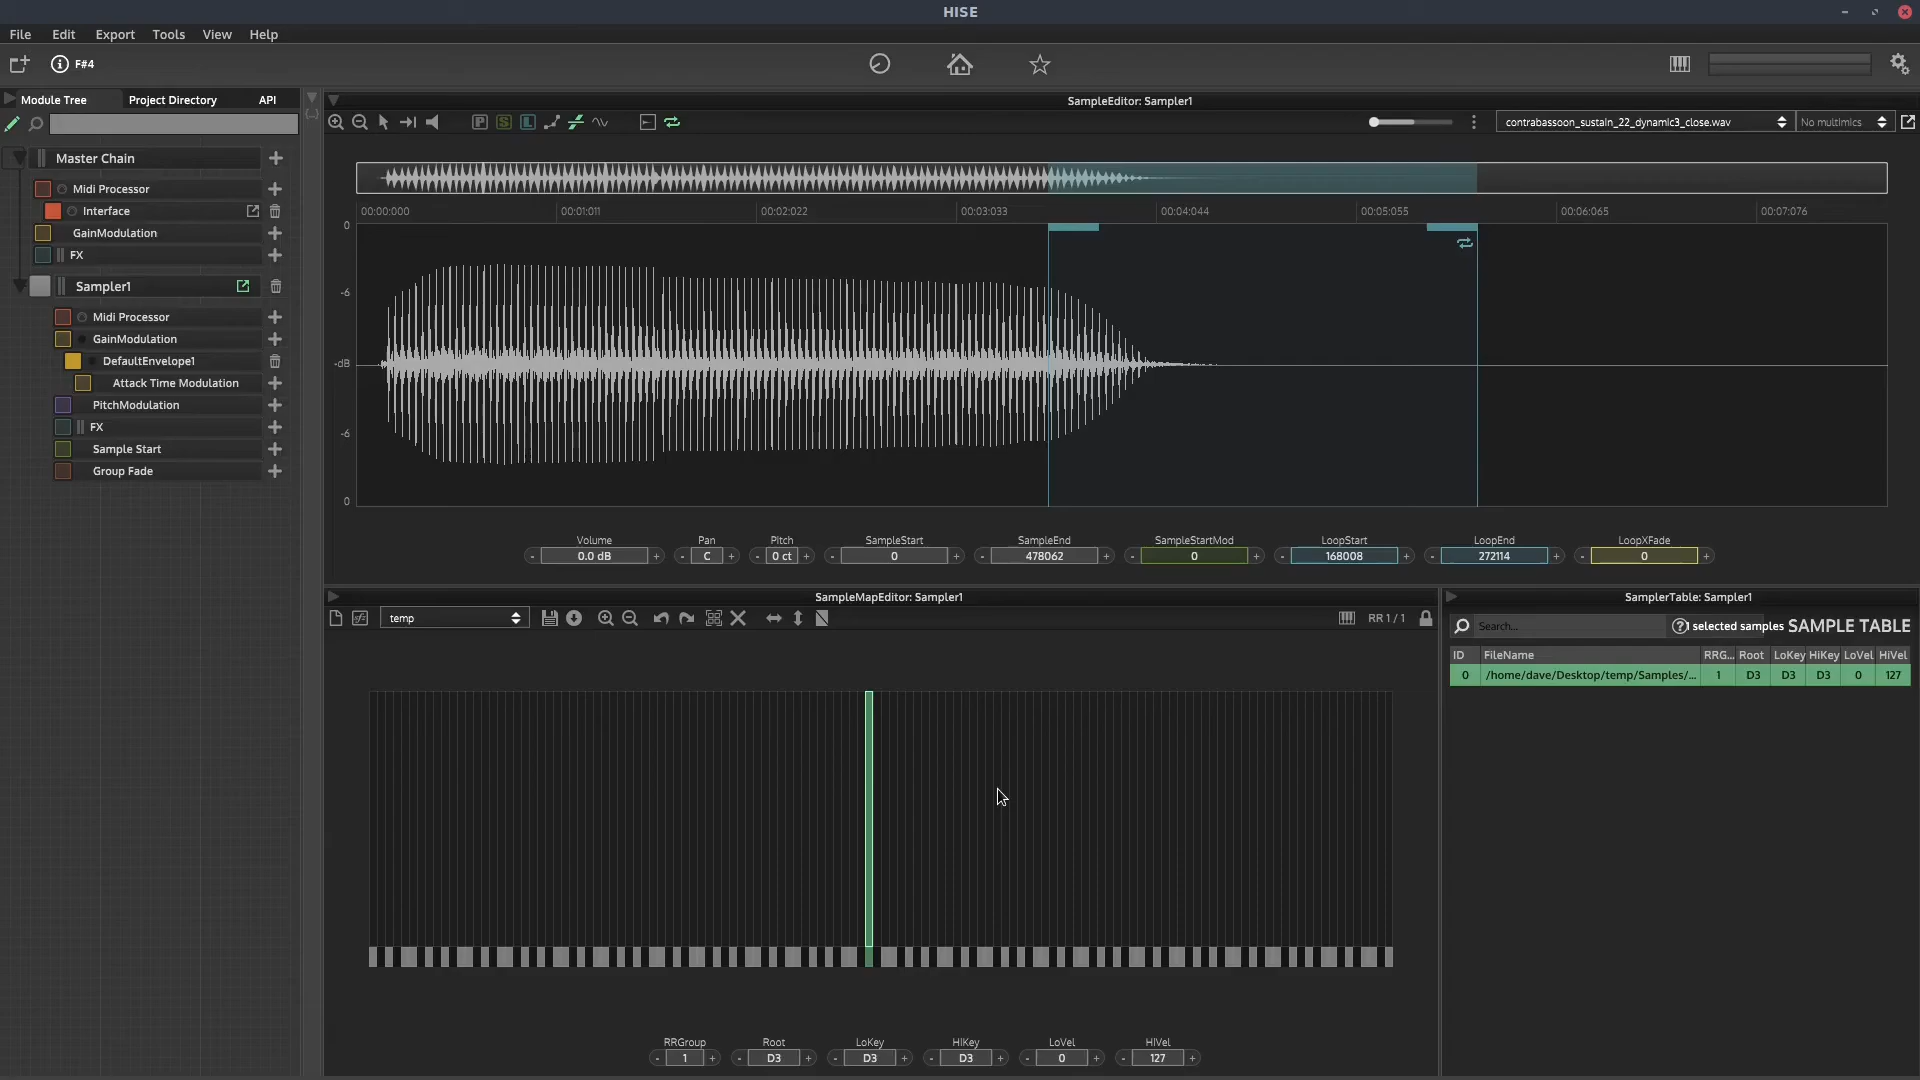 HISE
File Edit Export Tools View Help
F#4
Module Tree Project Directory API
Master Chain
Midi Processor
Interface
GainModulation
FX
Sampler1
Midi Processor
GainModulation
DefaultEnvelope1
Attack Time Modulation
PitchModulation
FX
Sample Start
Group Fade
SampleEditor: Sampler1
P S L
contrabassoon_sustain_22_dynamic3_close.wav No multimics
00:00:000 00:01:011 00:02:022 00:03:033 00:04:044 00:05:055 00:06:065 00:07:076
0
-6
-dB
-6
0
Volume Pan Pitch SampleStart SampleEnd SampleStartMod LoopStart LoopEnd LoopXFade
- 0.0 dB + - C + - 0 ct + - 0 + - 478062 + - 0 + - 168008 + - 272114 + - 0 +
SampleMapEditor: Sampler1
temp RR 1 / 1
RRGroup Root LoKey HiKey LoVel HiVel
- 1 + - D3 + - D3 + - D3 + - 0 + - 127 +
SamplerTable: Sampler1
Search... ? selected samples SAMPLE TABLE
ID FileName RRG... Root LoKey HiKey LoVel HiVel
0 /home/dave/Desktop/temp/Samples/... 1 D3 D3 D3 0 127